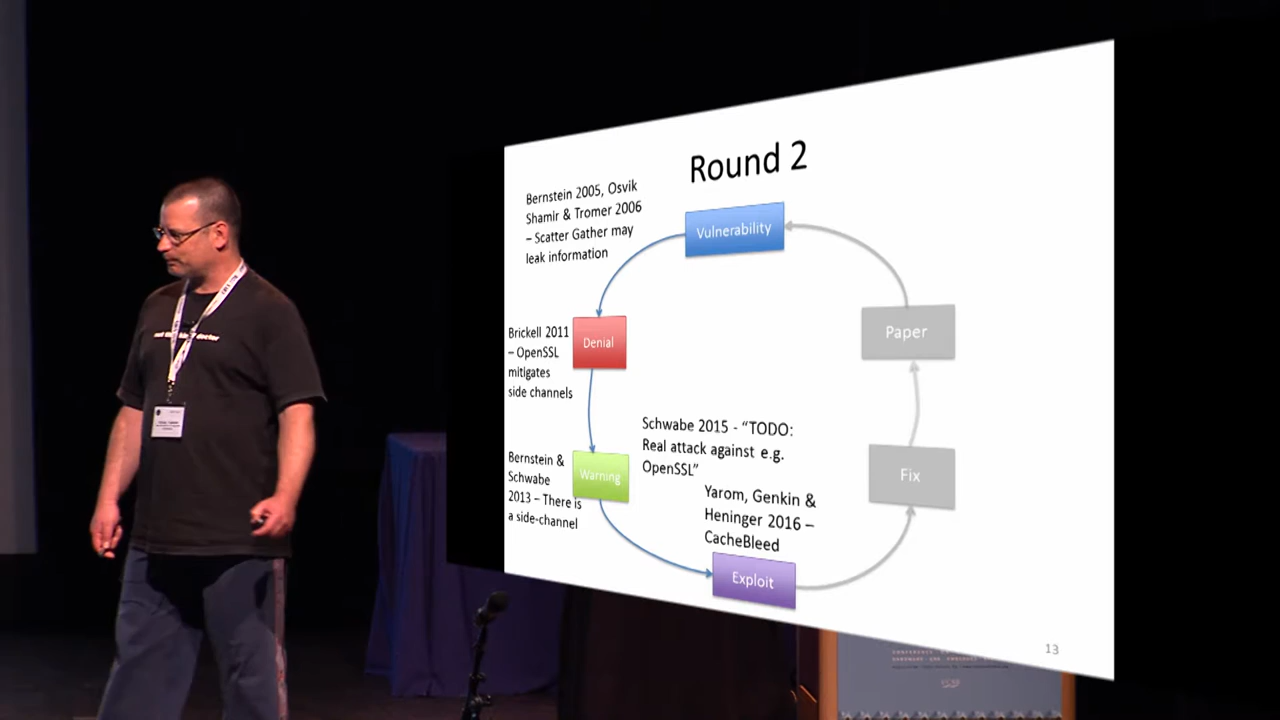 Round 2
Bernstein 2005, Osvik
Shamir & Tromer 2006
– Scatter Gather may
leak information
Vulnerability
Brickell 2011
– OpenSSL
mitigates
side channels
Denial
Paper
Schwabe 2015 - “TODO:
Real attack against e.g.
OpenSSL”
Bernstein &
Schwabe
2013 – There is
a side-channel
Warning
Fix
Yarom, Genkin &
Heninger 2016 –
CacheBleed
Exploit
13
doctor